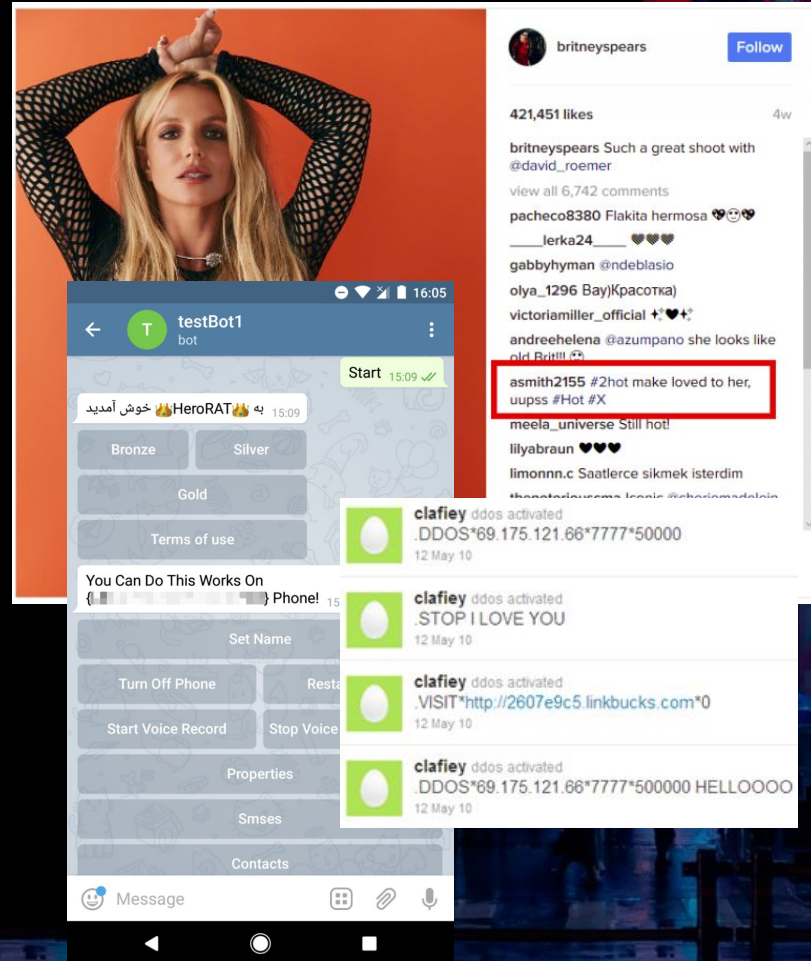 britneyspears
Follow
421,451 likes
4w
britneyspears Such a great shoot with
@david_roemer
view all 6,742 comments
pacheco8380 Flakita hermosa 💖😍💖
____lerka24____ 💗💗💗
gabbyhyman @ndeblasio
olya_1296 Вау)Красотка)
victoriamiller_official ✨♥✨
andreehelena @azumpano she looks like
old Brit!!!
asmith2155 #2hot make loved to her,
uupss #Hot #X
meela_universe Still hot!
lilyabraun ♥♥♥
limonnn.c Saatlerce sikmek isterdim
16:05
T
testBot1
bot
Start 15:09
به 👑HeroRAT👑 خوش آمدید 15:09
Bronze
Silver
Gold
Terms of use
You Can Do This Works On
{ } Phone! 15
Set Name
Turn Off Phone
Resta
Start Voice Record
Stop Voice
Properties
Smses
Contacts
Message
clafiey ddos activated
.DDOS*69.175.121.66*7777*50000
12 May 10
clafiey ddos activated
.STOP I LOVE YOU
12 May 10
clafiey ddos activated
.VISIT*http://2607e9c5.linkbucks.com*0
12 May 10
clafiey ddos activated
.DDOS*69.175.121.66*7777*500000 HELLOOOO
12 May 10